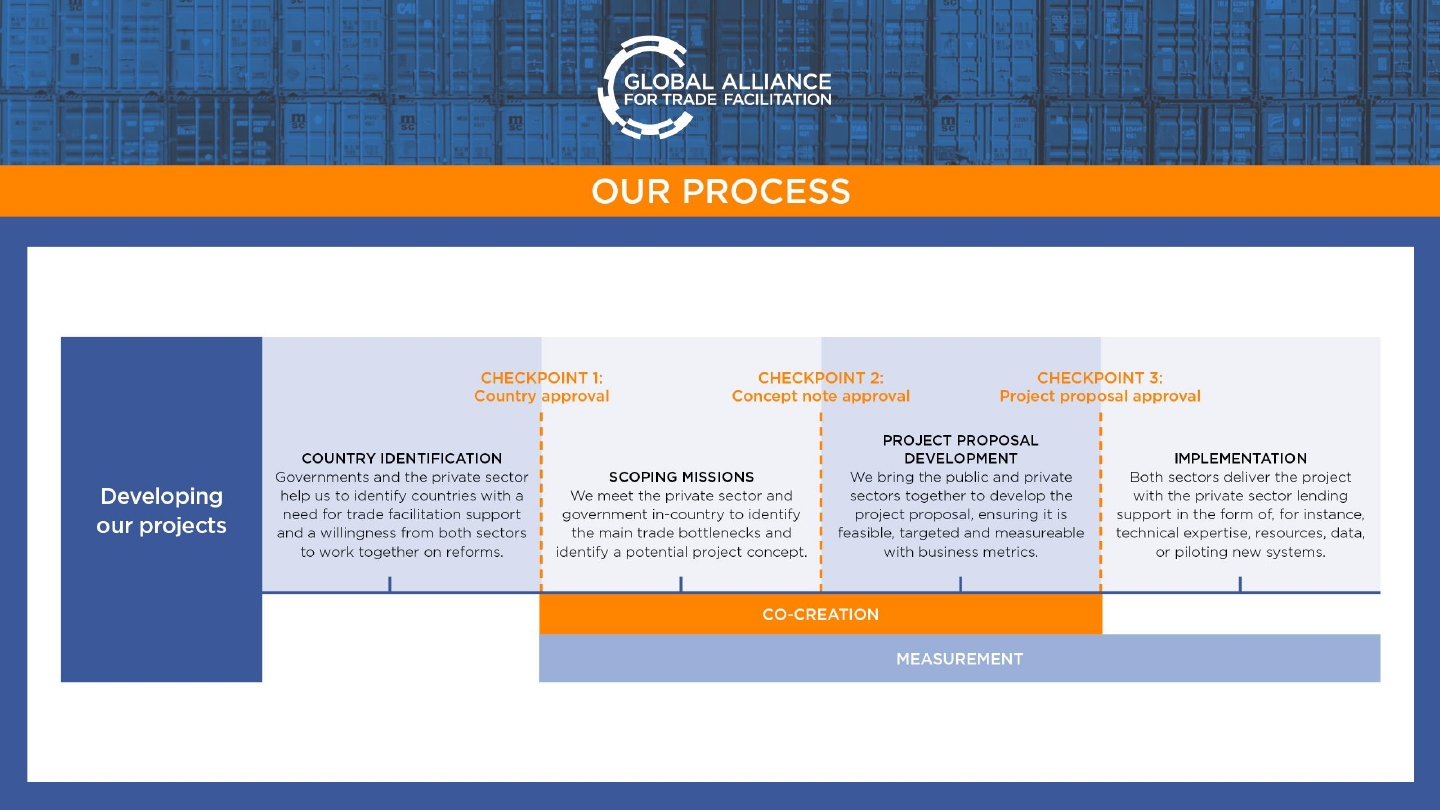 GLOBAL ALLIANCE
FOR TRADE FACILITATION
OUR PROCESS
Developing
our projects
CHECKPOINT 1:
Country approval
CHECKPOINT 2:
Concept note approval
CHECKPOINT 3:
Project proposal approval
COUNTRY IDENTIFICATION
Governments and the private sector
help us to identify countries with a
need for trade facilitation support
and a willingness from both sectors
to work together on reforms.
SCOPING MISSIONS
We meet the private sector and
government in-country to identify
the main trade bottlenecks and
identify a potential project concept.
PROJECT PROPOSAL
DEVELOPMENT
We bring the public and private
sectors together to develop the
project proposal, ensuring it is
feasible, targeted and measureable
with business metrics.
IMPLEMENTATION
Both sectors deliver the project
with the private sector lending
support in the form of, for instance,
technical expertise, resources, data,
or piloting new systems.
CO-CREATION
MEASUREMENT